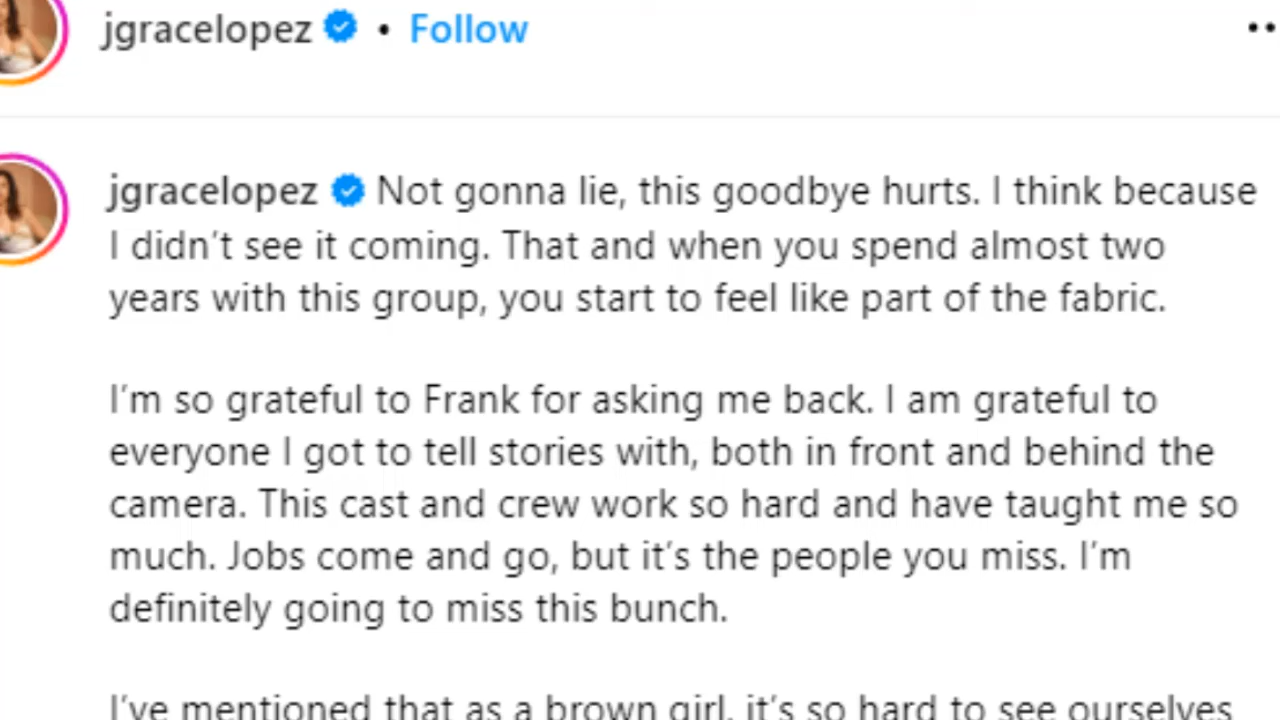 jgracelopez • Follow ••
jgracelopez Not gonna lie, this goodbye hurts. I think because
I didn't see it coming. That and when you spend almost two
years with this group, you start to feel like part of the fabric.
I'm so grateful to Frank for asking me back. I am grateful to
everyone I got to tell stories with, both in front and behind the
camera. This cast and crew work so hard and have taught me so
much. Jobs come and go, but it's the people you miss. I'm
definitely going to miss this bunch.
I've mentioned that as a brown girl, it's so hard to see ourselves